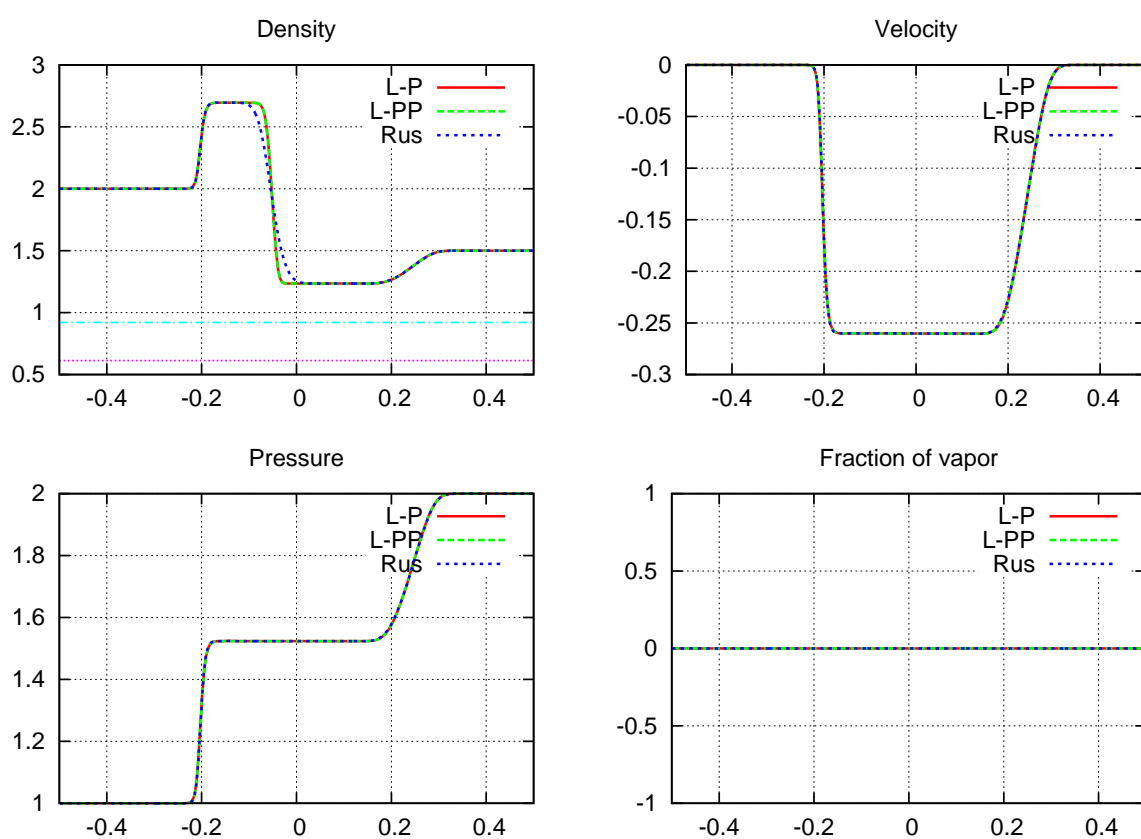 Density
3
2.5
2
1.5
1
0.5
-0.4
-0.2
0
0.2
0.4
L-P
L-PP
Rus
Velocity
0
-0.05
-0.1
-0.15
-0.2
-0.25
-0.3
-0.4
-0.2
0
0.2
0.4
L-P
L-PP
Rus
Pressure
2
1.8
1.6
1.4
1.2
1
-0.4
-0.2
0
0.2
0.4
L-P
L-PP
Rus
Fraction of vapor
1
0.5
0
-0.5
-1
-0.4
-0.2
0
0.2
0.4
L-P
L-PP
Rus